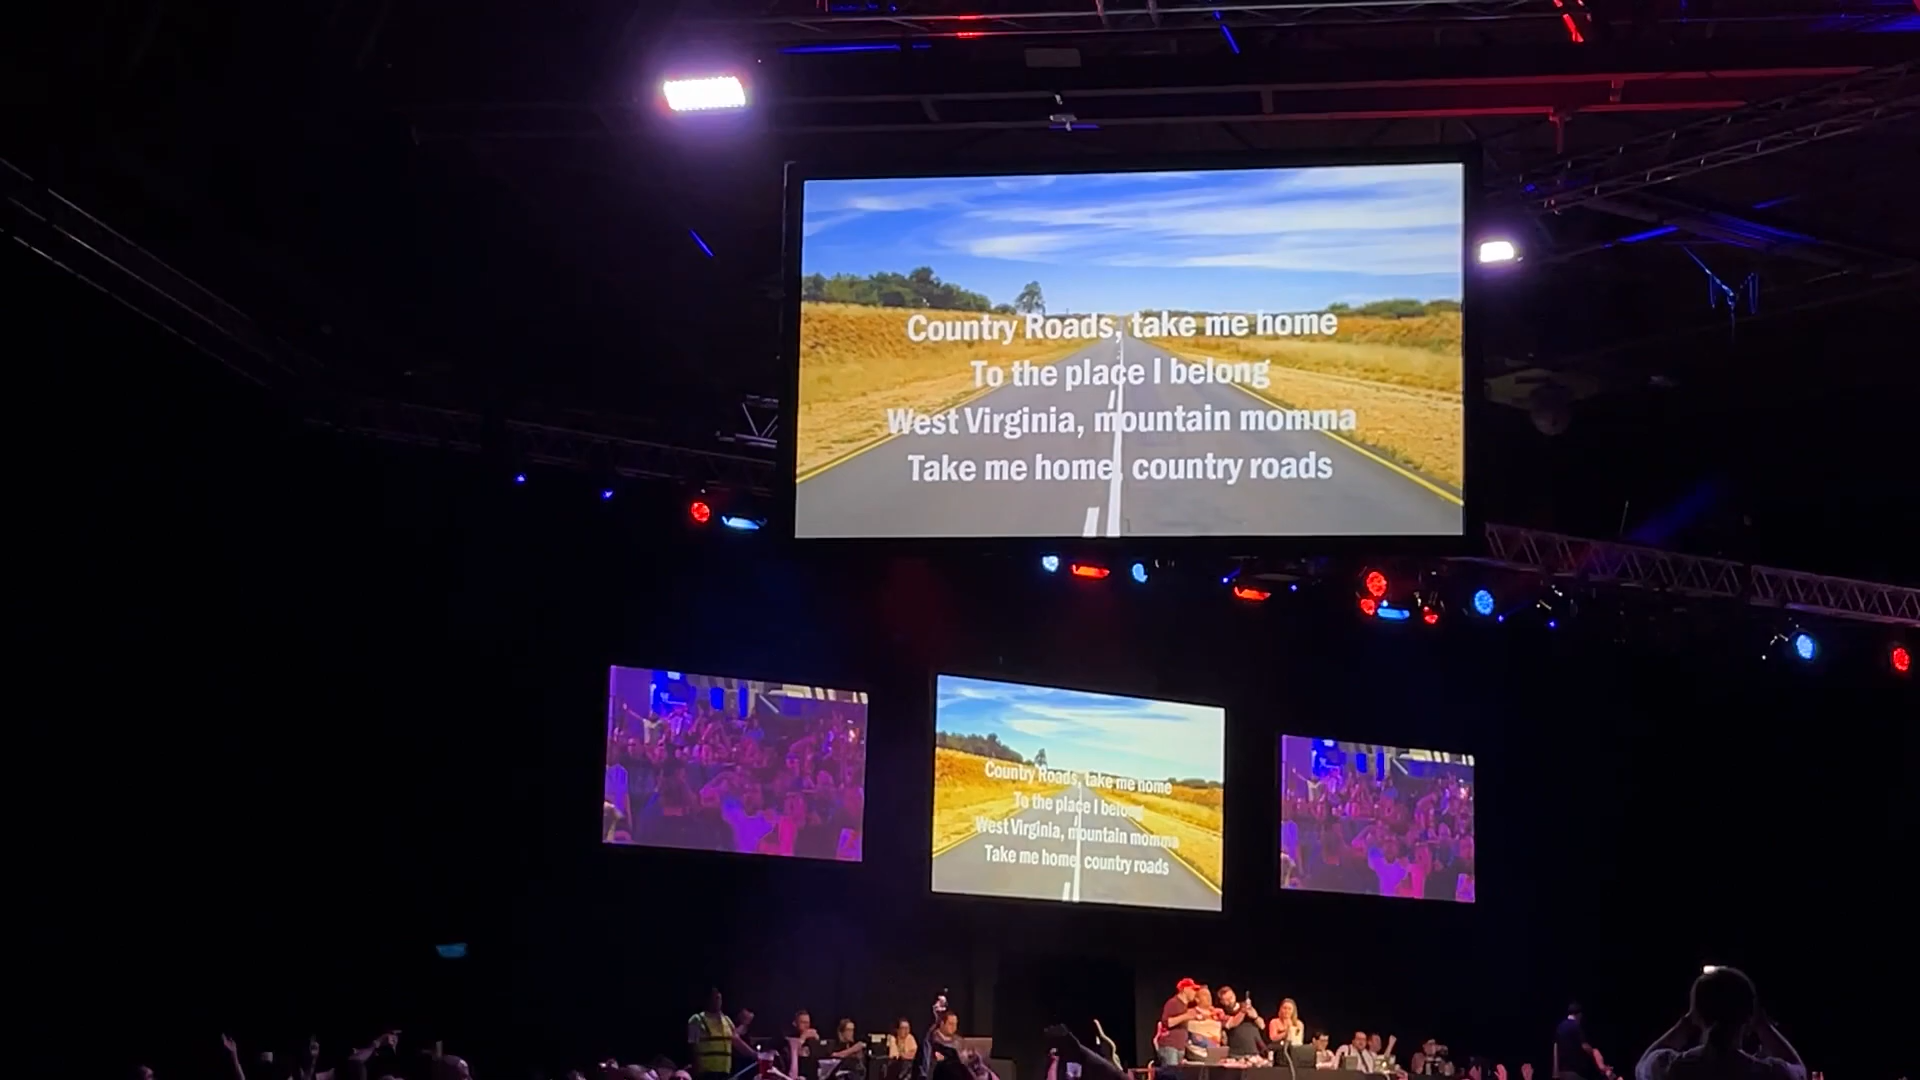 Country Roads, take me home
To the place I belong
West Virginia, mountain momma
Take me home, country roads
Country Roads, take me home
To the place I belong
West Virginia, mountain momma
Take me home, country roads